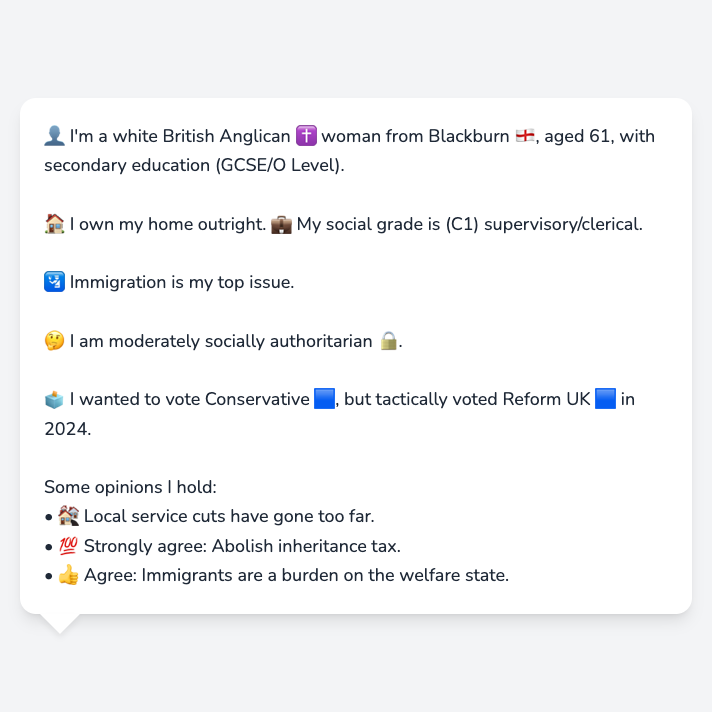 👤 I'm a white British Anglican ✝️ woman from Blackburn 🏴󠁧󠁢󠁥󠁮󠁧󠁿, aged 61, with
secondary education (GCSE/O Level).
🏠 I own my home outright. 💼 My social grade is (C1) supervisory/clerical.
🛂 Immigration is my top issue.
🤔 I am moderately socially authoritarian 🔒.
🗳️ I wanted to vote Conservative 🟦, but tactically voted Reform UK 🟦 in
2024.
Some opinions I hold:
• 🏚️ Local service cuts have gone too far.
• 💯 Strongly agree: Abolish inheritance tax.
• 👍 Agree: Immigrants are a burden on the welfare state.